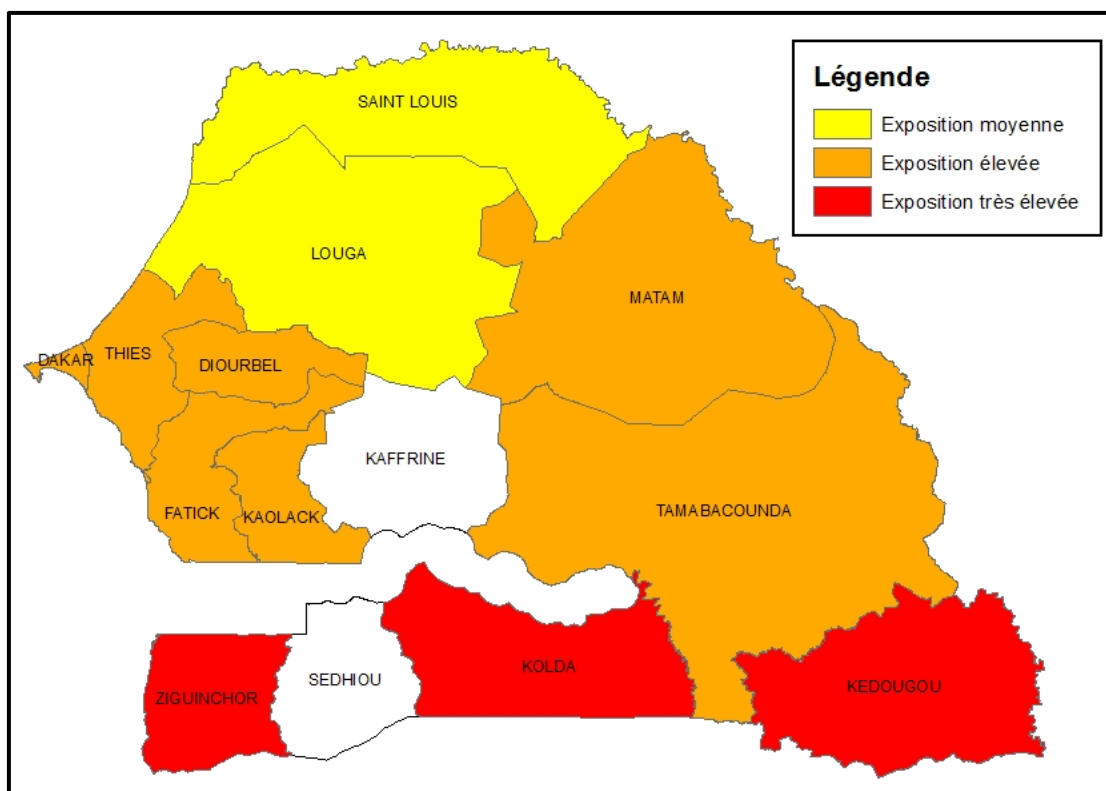 Légende
Exposition moyenne
Exposition élevée
Exposition très élevée
SAINT LOUIS
LOUGA
MATAM
DAKAR
THIES
DIOURBEL
KAFFRINE
FATICK
KAOLACK
TAMABACOUNDA
ZIGUINCHOR
SEDHIOU
KOLDA
KEDOUGOU